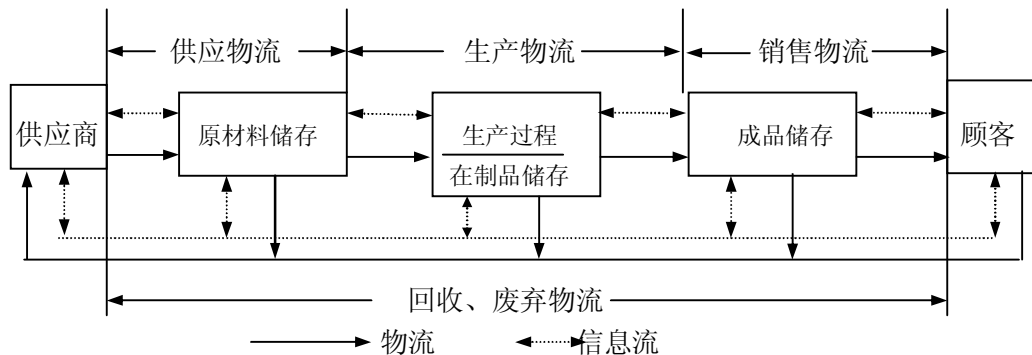 供应物流
生产物流
销售物流
供应商
原材料储存
生产过程
在制品储存
成品储存
顾客
回收、废弃物流
物流
信息流